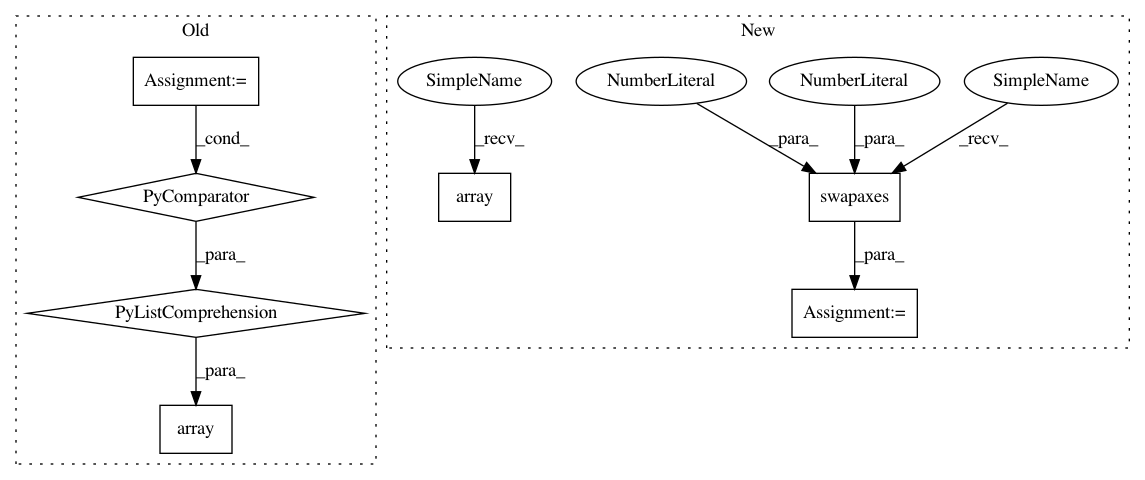 Old
New
Assignment:=
SimpleName
NumberLiteral
NumberLiteral
SimpleName
_cond_
_recv_
_para_
_para_
_recv_
PyComparator
array
swapaxes
_para_
_para_
PyListComprehension
Assignment:=
_para_
array